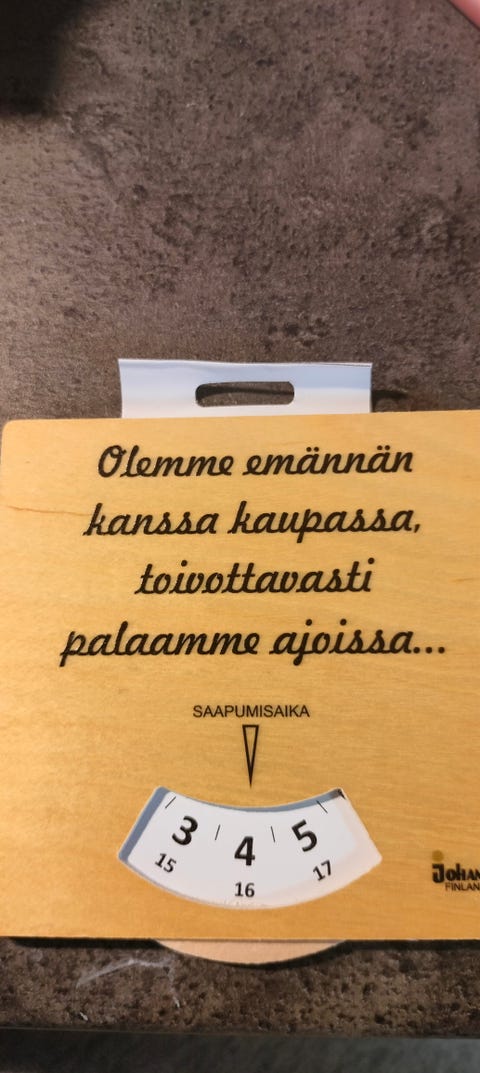 Olemme emännän
kanssa kaupassa,
toivottavasti
palaamme ajoissa...
SAAPUMISAIKA
3 4 5
15 16 17